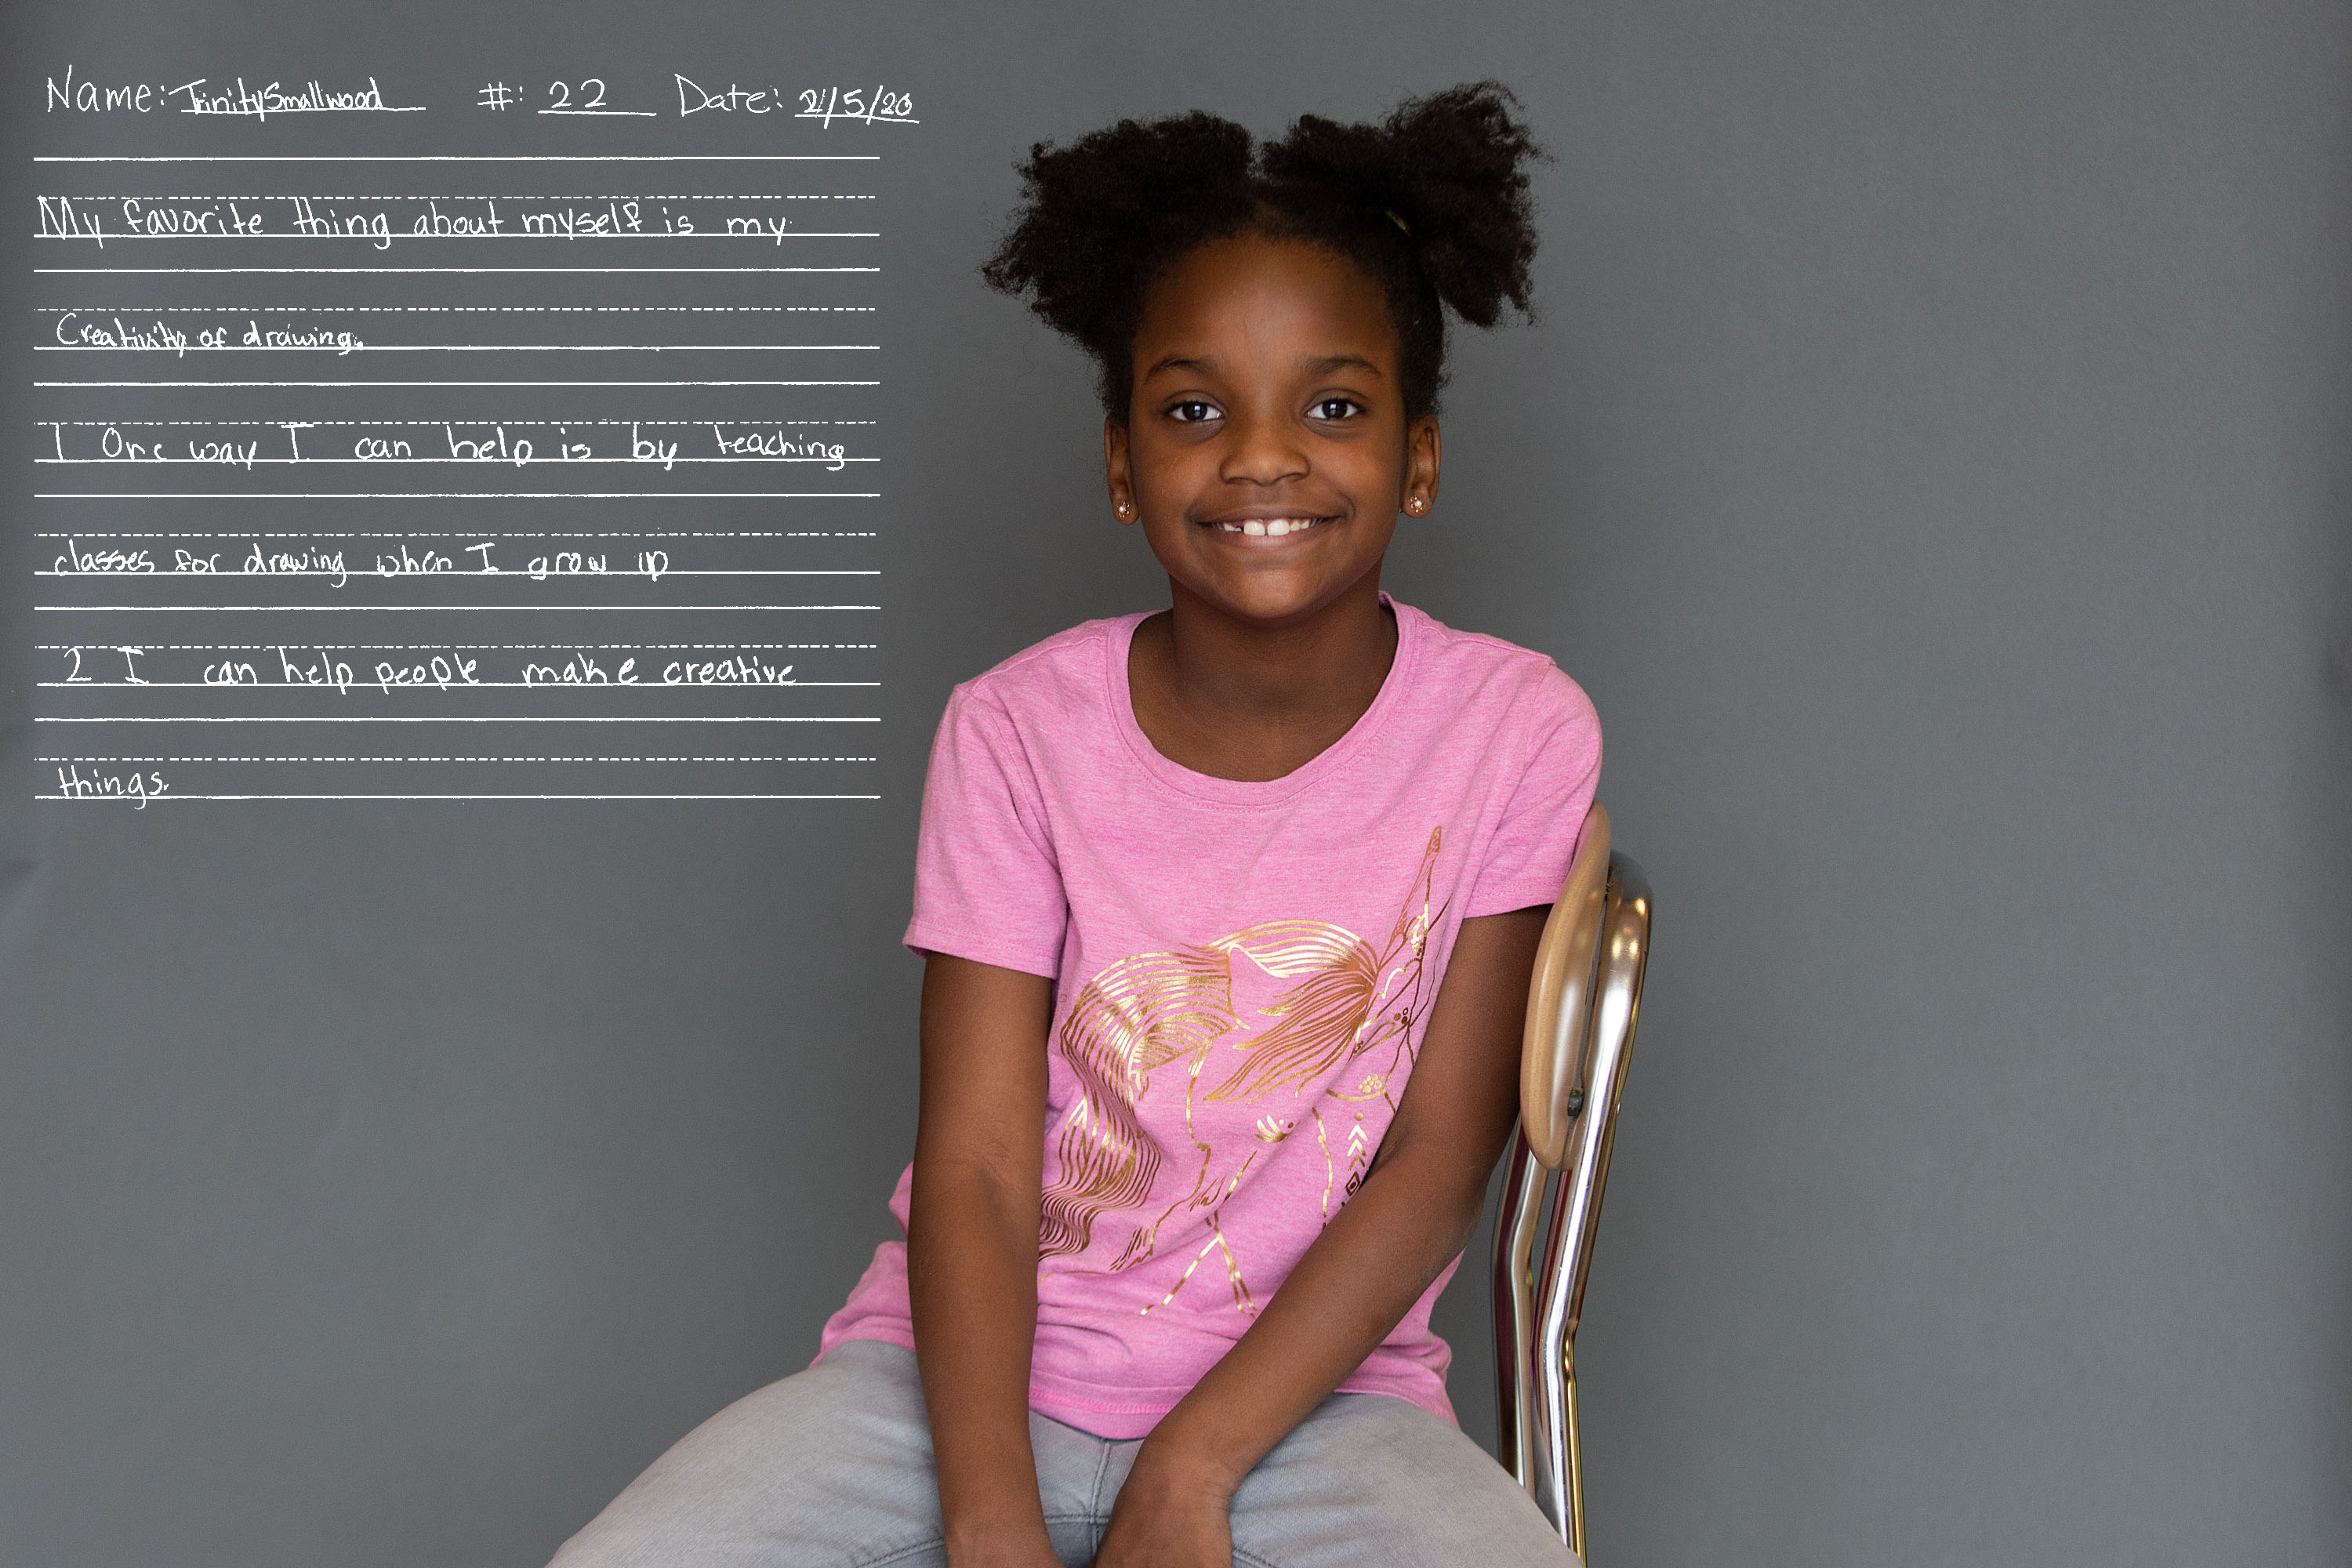 Name: Trinity Smallwood #: 22 Date: 2/5/20
My favorite thing about myself is my
Creativity of drawing.
1 One way I can help is by teaching
classes for drawing when I grow up
2 I can help people make creative
things.